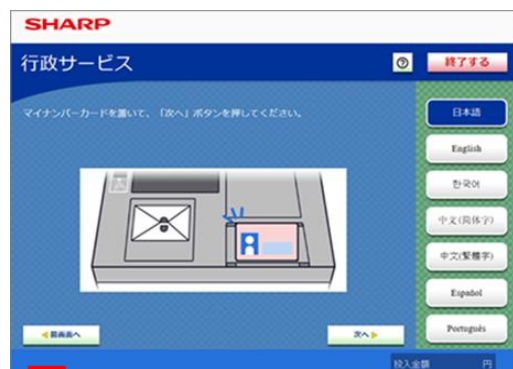 SHARP
行政サービス
?
終了する
マイナンバーカードを置いて、「次へ」ボタンを押してください。
日本語
English
한국어
中文(简体字)
中文(繁體字)
Español
Português
前画面へ
次へ
投入金額 円